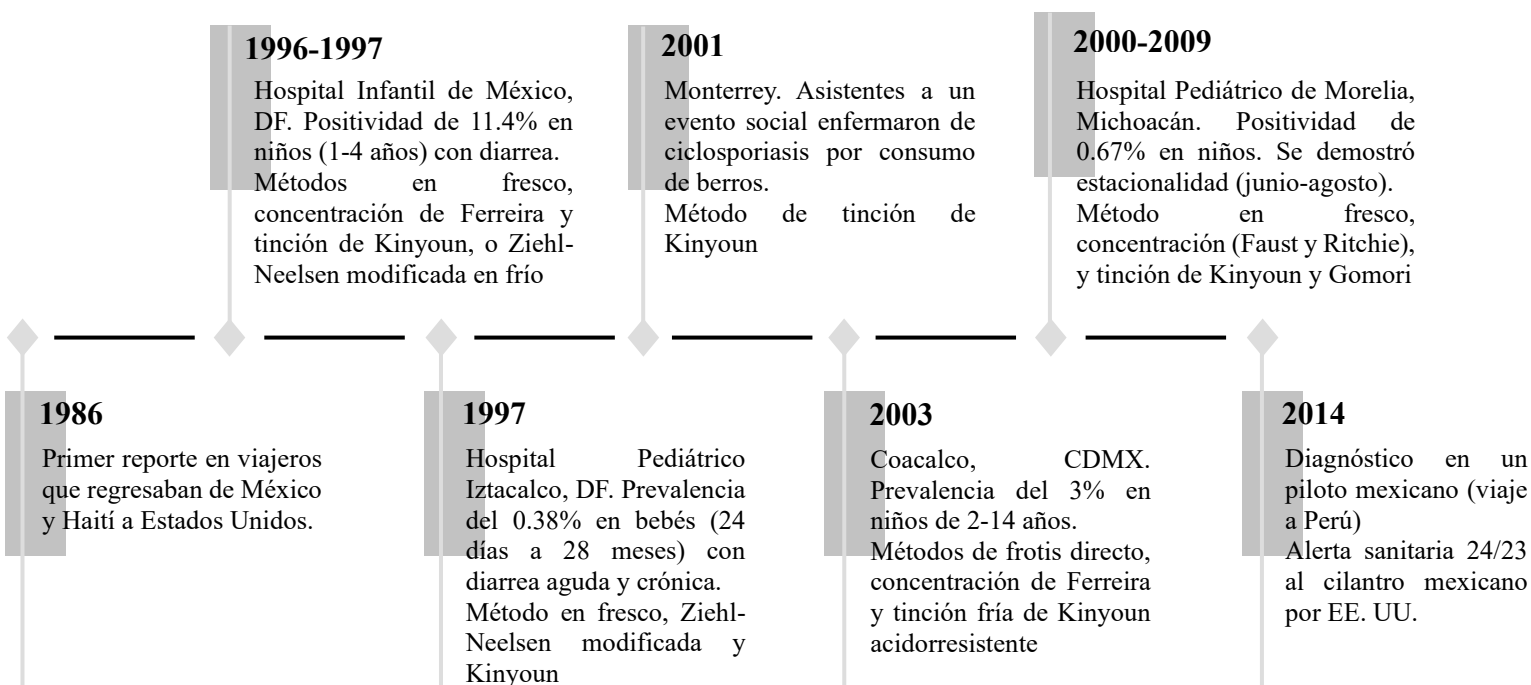 1996-1997
Hospital Infantil de México,
DF. Positividad de 11.4% en
niños (1-4 años) con diarrea.
Métodos en fresco,
concentración de Ferreira y
tinción de Kinyoun, o Ziehl-
Neelsen modificada en frío
2001
Monterrey. Asistentes a un
evento social enfermaron de
ciclosporiasis por consumo
de berros.
Método de tinción de
Kinyoun
2000-2009
Hospital Pediátrico de Morelia,
Michoacán. Positividad de
0.67% en niños. Se demostró
estacionalidad (junio-agosto).
Método en fresco,
concentración (Faust y Ritchie),
y tinción de Kinyoun y Gomori
1986
Primer reporte en viajeros
que regresaban de México
y Haití a Estados Unidos.
1997
Hospital Pediátrico
Iztacalco, DF. Prevalencia
del 0.38% en bebés (24
días a 28 meses) con
diarrea aguda y crónica.
Método en fresco, Ziehl-
Neelsen modificada y
Kinyoun
2003
Coacalco, CDMX.
Prevalencia del 3% en
niños de 2-14 años.
Métodos de frotis directo,
concentración de Ferreira
y tinción fría de Kinyoun
acidorresistente
2014
Diagnóstico en un
piloto mexicano (viaje
a Perú)
Alerta sanitaria 24/23
al cilantro mexicano
por EE. UU.